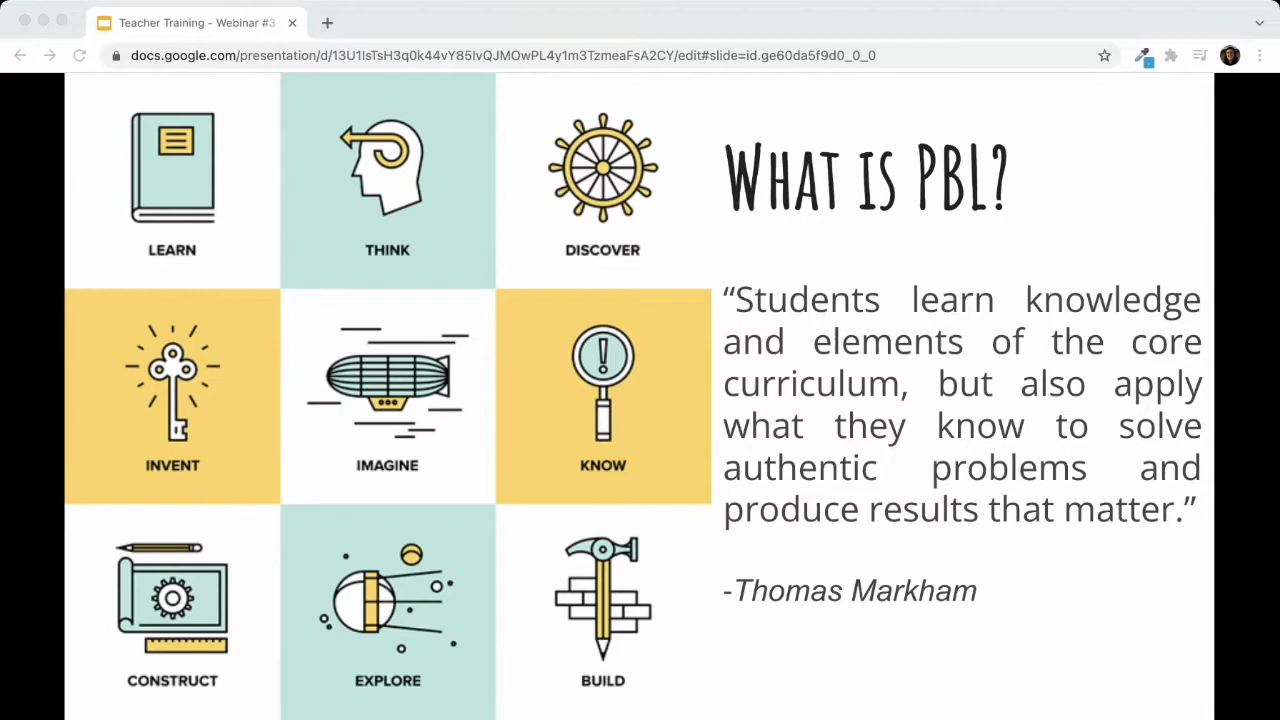 Teacher Training - Webinar #3
docs.google.com/presentation/d/13U1IsTsH3q0k44vY85IvQJMOwPL4y1m3TzmeaFsA2CY/edit#slide=id.ge60da5f9d0_0_0
LEARN
THINK
DISCOVER
INVENT
IMAGINE
KNOW
CONSTRUCT
EXPLORE
BUILD
WHAT IS PBL?
“Students learn knowledge
and elements of the core
curriculum, but also apply
what they know to solve
authentic problems and
produce results that matter.”
-Thomas Markham